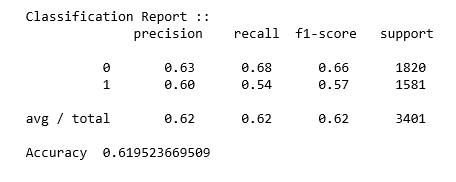 Classification Report ::
precision recall f1-score support
0 0.63 0.68 0.66 1820
1 0.60 0.54 0.57 1581
avg / total 0.62 0.62 0.62 3401
Accuracy 0.619523669509